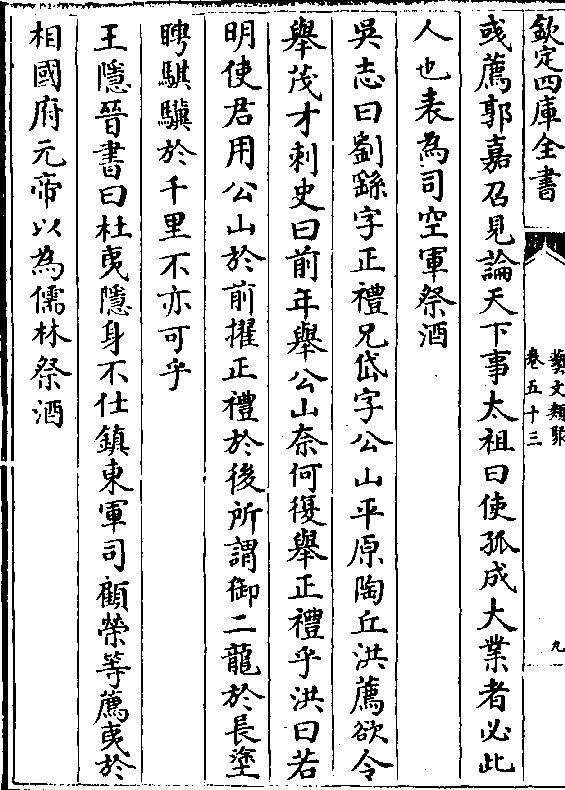 欽定四庫全書
藝文類聚
卷五十三
九
彧薦郭嘉召見論天下事太祖曰使孤成大業者必此
人也表為司空軍祭酒
吳志曰劉繇字正禮兄岱字公山平原陶丘洪薦欲令
舉茂才刺史曰前年舉公山奈何復舉正禮乎洪曰若
明使君用公山於前擢正禮於後所謂御二龍於長塗
騁騏驥於千里不亦可乎
王隱晉書曰杜夷隱身不仕鎮東軍司顧榮等薦夷於
相國府元帝以為儒林祭酒